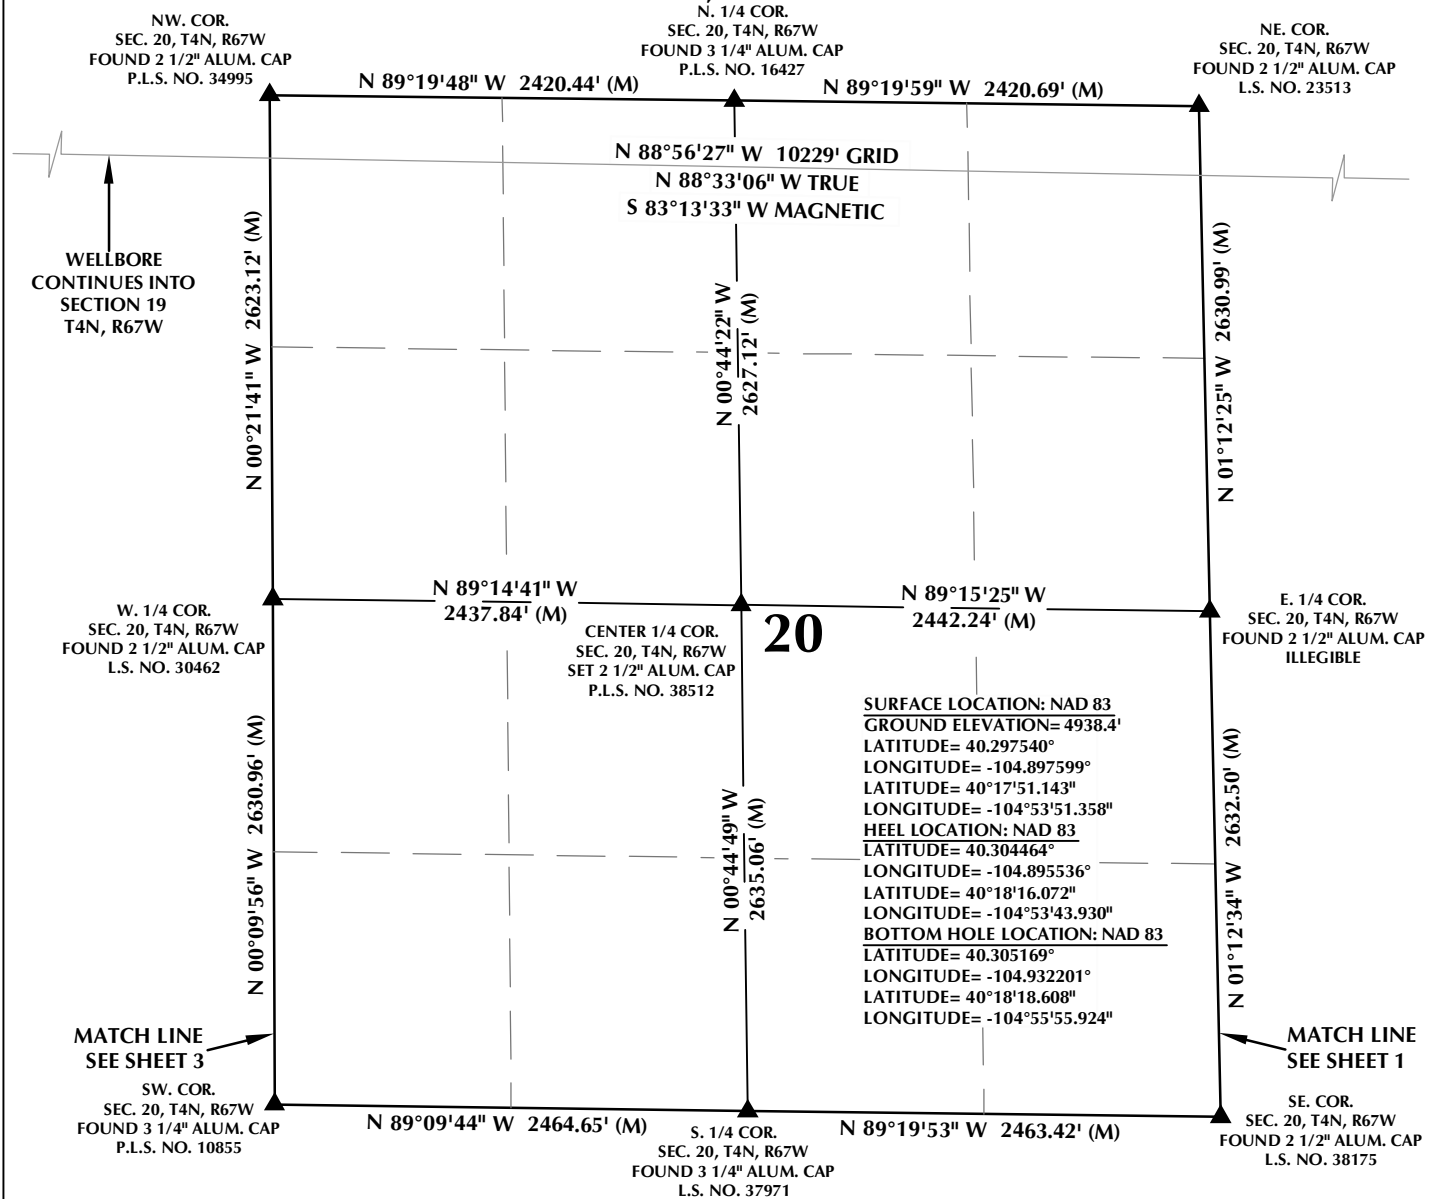 NW. COR.
SEC. 20, T4N, R67W
FOUND 2 1/2" ALUM. CAP
P.L.S. NO. 34995
N. 1/4 COR.
SEC. 20, T4N, R67W
FOUND 3 1/4" ALUM. CAP
P.L.S. NO. 16427
NE. COR.
SEC. 20, T4N, R67W
FOUND 2 1/2" ALUM. CAP
L.S. NO. 23513
N 89°19'48" W 2420.44' (M)
N 89°19'59" W 2420.69' (M)
N 88°56'27" W 10229' GRID
N 88°33'06" W TRUE
S 83°13'33" W MAGNETIC
WELLBORE
CONTINUES INTO
SECTION 19
T4N, R67W
N 00°21'41" W 2623.12' (M)
N 00°44'22" W
2627.12' (M)
N 01°12'25" W 2630.99' (M)
N 89°14'41" W
2437.84' (M)
N 89°15'25" W
2442.24' (M)
W. 1/4 COR.
SEC. 20, T4N, R67W
FOUND 2 1/2" ALUM. CAP
L.S. NO. 30462
CENTER 1/4 COR.
SEC. 20, T4N, R67W
SET 2 1/2" ALUM. CAP
P.L.S. NO. 38512
20
E. 1/4 COR.
SEC. 20, T4N, R67W
FOUND 2 1/2" ALUM. CAP
ILLEGIBLE
SURFACE LOCATION: NAD 83
GROUND ELEVATION= 4938.4'
LATITUDE= 40.297540°
LONGITUDE= -104.897599°
LATITUDE= 40°17'51.143"
LONGITUDE= -104°53'51.358"
HEEL LOCATION: NAD 83
LATITUDE= 40.304464°
LONGITUDE= -104.895536°
LATITUDE= 40°18'16.072"
LONGITUDE= -104°53'43.930"
BOTTOM HOLE LOCATION: NAD 83
LATITUDE= 40.305169°
LONGITUDE= -104.932201°
LATITUDE= 40°18'18.608"
LONGITUDE= -104°55'55.924"
N 00°09'56" W 2630.96' (M)
N 00°44'49" W
2635.06' (M)
N 01°12'34" W 2632.50' (M)
MATCH LINE
SEE SHEET 3
MATCH LINE
SEE SHEET 1
SW. COR.
SEC. 20, T4N, R67W
FOUND 3 1/4" ALUM. CAP
P.L.S. NO. 10855
N 89°09'44" W 2464.65' (M)
S. 1/4 COR.
SEC. 20, T4N, R67W
FOUND 3 1/4" ALUM. CAP
L.S. NO. 37971
N 89°19'53" W 2463.42' (M)
SE. COR.
SEC. 20, T4N, R67W
FOUND 2 1/2" ALUM. CAP
L.S. NO. 38175